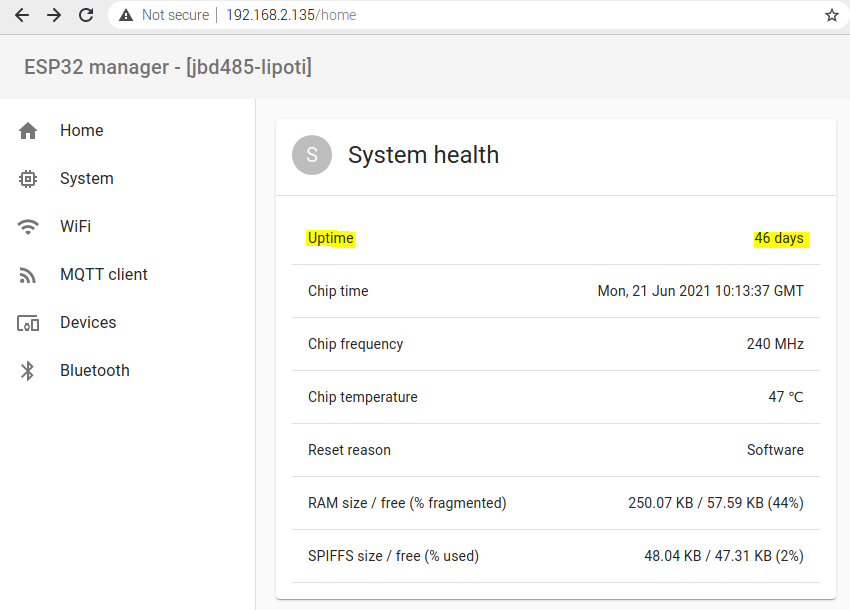 Not secure | 192.168.2.135/home
ESP32 manager - [jbd485-lipoti]
Home
System
WiFi
MQTT client
Devices
Bluetooth
S System health
Uptime 46 days
Chip time Mon, 21 Jun 2021 10:13:37 GMT
Chip frequency 240 MHz
Chip temperature 47 °C
Reset reason Software
RAM size / free (% fragmented) 250.07 KB / 57.59 KB (44%)
SPIFFS size / free (% used) 48.04 KB / 47.31 KB (2%)